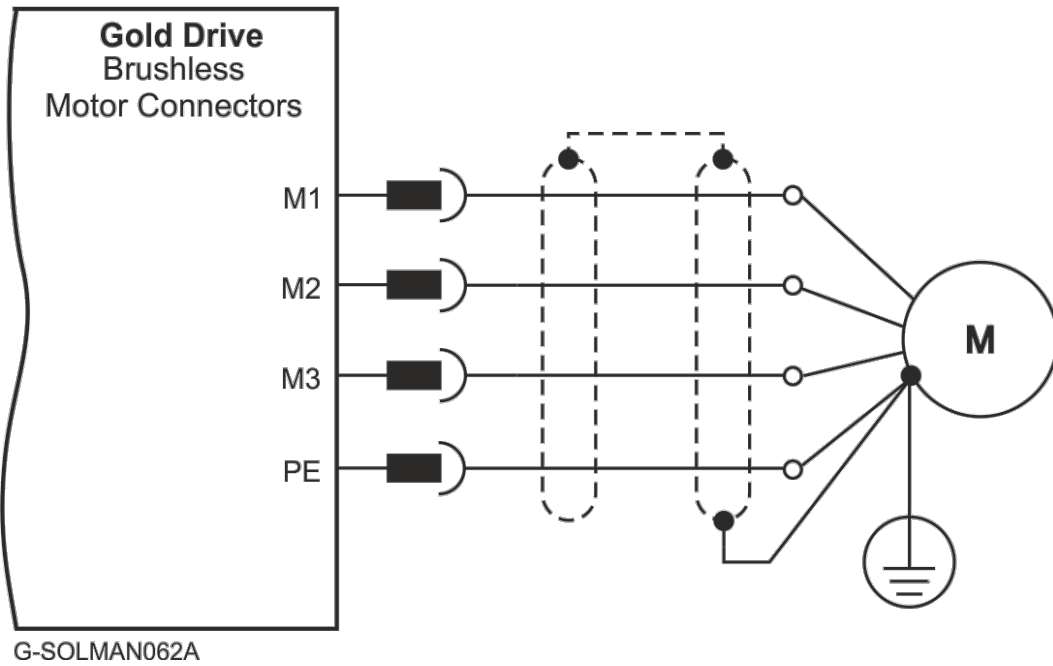 Gold Drive
Brushless
Motor Connectors
M1
M2
M3
M
PE
G-SOLMAN062A